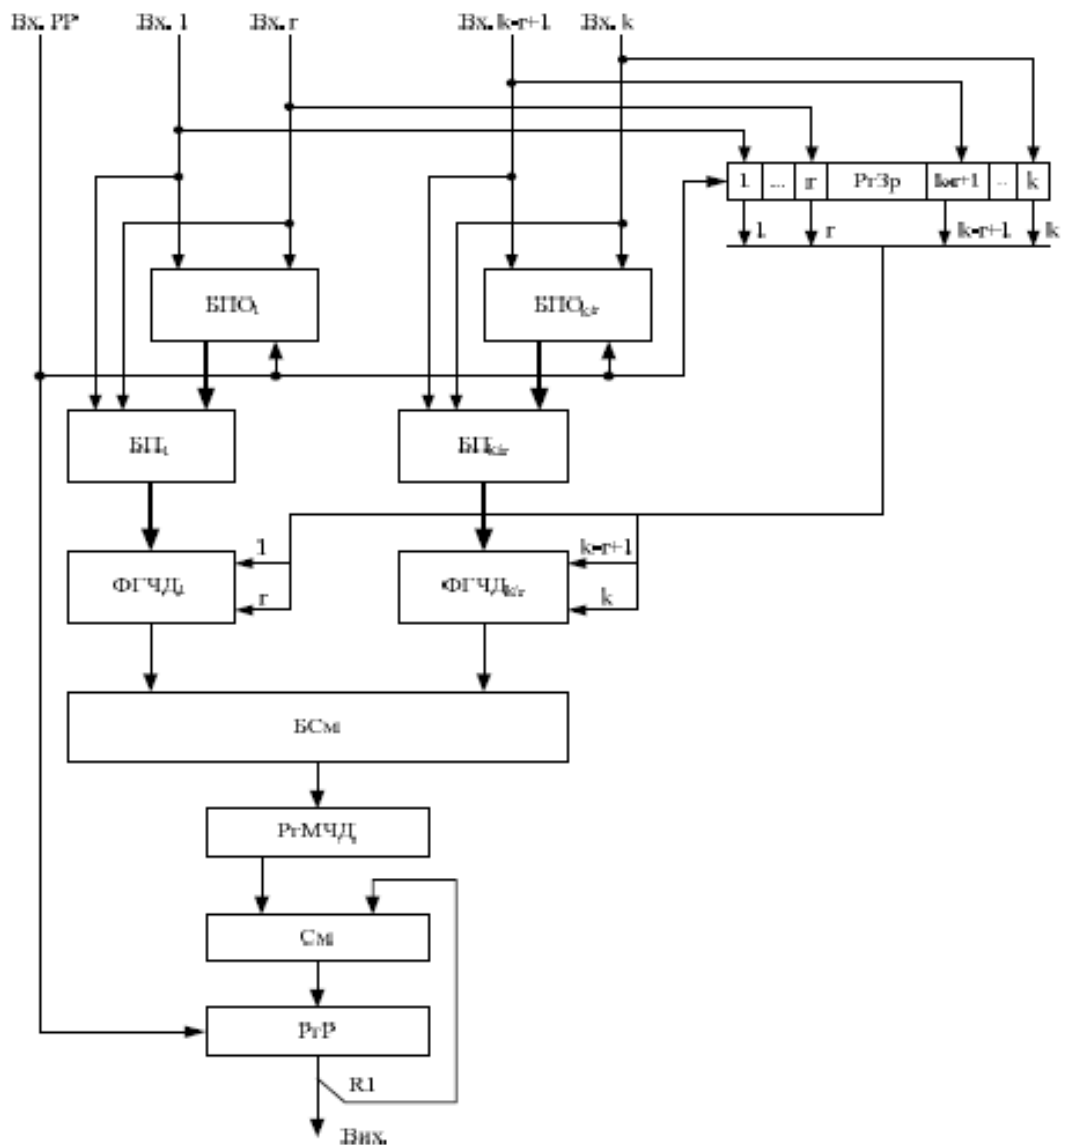 Вх. РР Вх. 1 Вх. r Вх. k-r+1 Вх. k
1 ... r РгЗр k-r+1 .. k
1 r k-r+1 k
БПО₁ БПОk/r
БП₁ БПk/r
1 k-r+1
ФГЧД₁ ФГЧДk/r
r k
БСм
РгМЧДᵢ
См
РгР
R1
Вих.